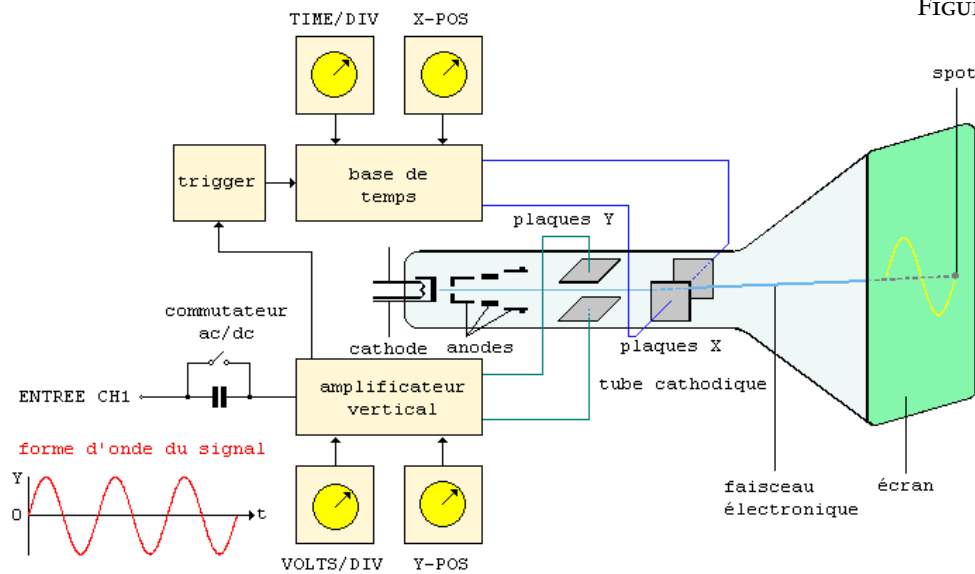 FIGU
TIME/DIV X-POS
spot
trigger
base de
temps
plaques Y
commutateur
ac/dc
cathode
anodes
plaques X
tube cathodique
ENTREE CH1
amplificateur
vertical
forme d'onde du signal
Y
O
t
faisceau
électronique
écran
VOLTS/DIV Y-POS